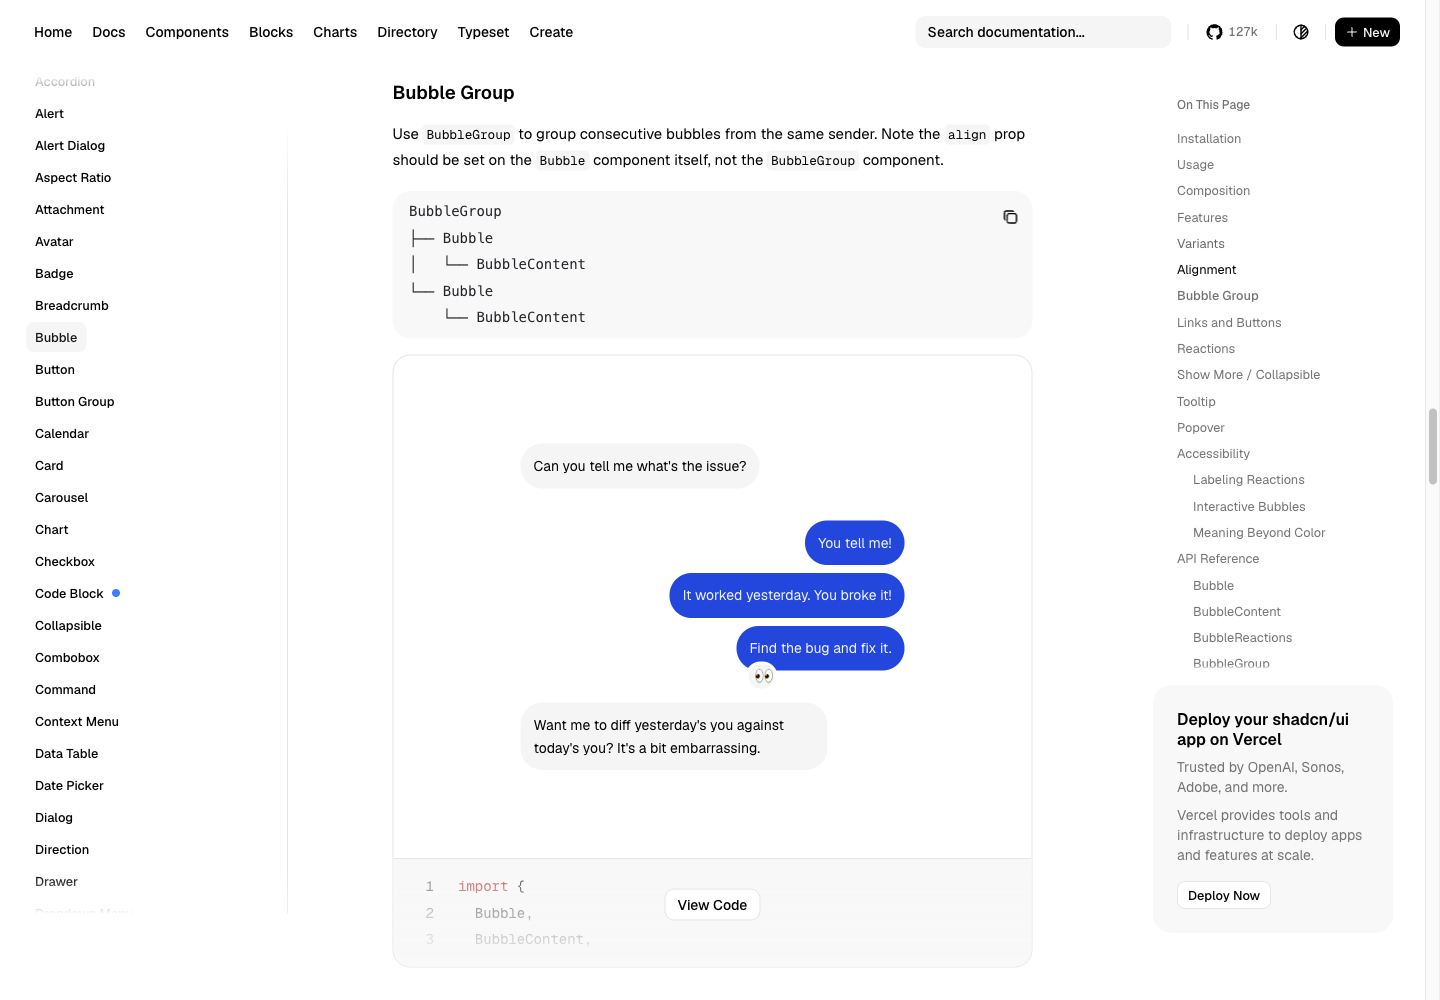 Home Docs Components Blocks Charts Directory Typeset Create
Search documentation...
127k
New
Accordion
Alert
Alert Dialog
Aspect Ratio
Attachment
Avatar
Badge
Breadcrumb
Bubble
Button
Button Group
Calendar
Card
Carousel
Chart
Checkbox
Code Block
Collapsible
Combobox
Command
Context Menu
Data Table
Date Picker
Dialog
Direction
Drawer
Dropdown Menu
Bubble Group
Use BubbleGroup to group consecutive bubbles from the same sender. Note the align prop
should be set on the Bubble component itself, not the BubbleGroup component.
BubbleGroup
├── Bubble
│   └── BubbleContent
└── Bubble
    └── BubbleContent
Can you tell me what's the issue?
You tell me!
It worked yesterday. You broke it!
Find the bug and fix it.
👀
Want me to diff yesterday's you against
today's you? It's a bit embarrassing.
1 import {
2 Bubble,
3 BubbleContent,
View Code
On This Page
Installation
Usage
Composition
Features
Variants
Alignment
Bubble Group
Links and Buttons
Reactions
Show More / Collapsible
Tooltip
Popover
Accessibility
Labeling Reactions
Interactive Bubbles
Meaning Beyond Color
API Reference
Bubble
BubbleContent
BubbleReactions
BubbleGroup
Deploy your shadcn/ui
app on Vercel
Trusted by OpenAI, Sonos,
Adobe, and more.
Vercel provides tools and
infrastructure to deploy apps
and features at scale.
Deploy Now